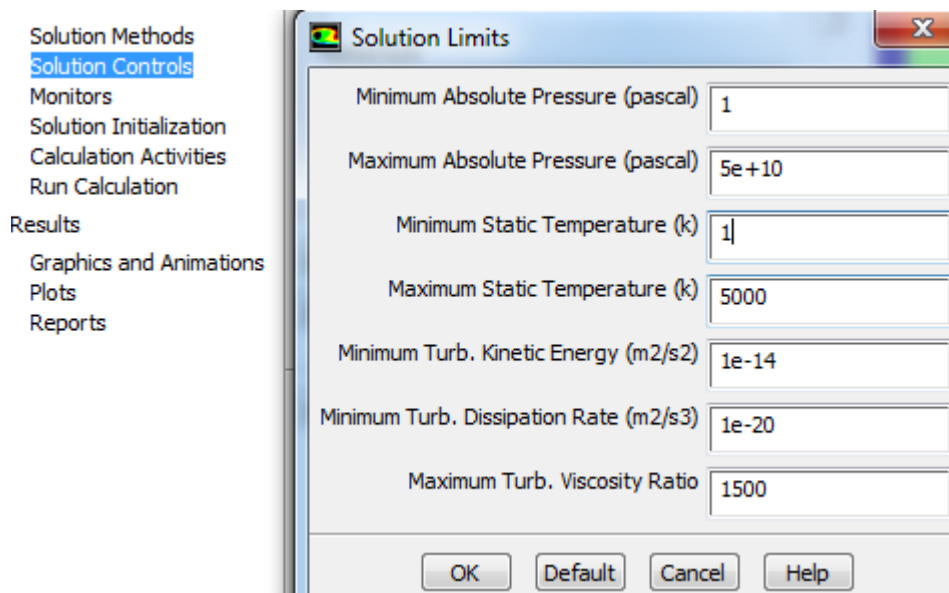 Solution Methods
Solution Controls
Monitors
Solution Initialization
Calculation Activities
Run Calculation
Results
Graphics and Animations
Plots
Reports
Solution Limits
Minimum Absolute Pressure (pascal) 1
Maximum Absolute Pressure (pascal) 5e+10
Minimum Static Temperature (k) 1
Maximum Static Temperature (k) 5000
Minimum Turb. Kinetic Energy (m2/s2) 1e-14
Minimum Turb. Dissipation Rate (m2/s3) 1e-20
Maximum Turb. Viscosity Ratio 1500
OK Default Cancel Help